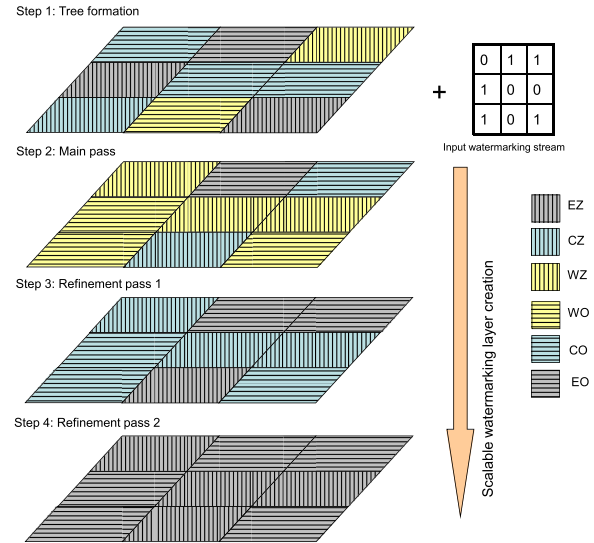 Step 1: Tree formation
+
0 1 1
1 0 0
1 0 1
Input watermarking stream
Step 2: Main pass
Step 3: Refinement pass 1
Step 4: Refinement pass 2
Scalable watermarking layer creation
EZ
CZ
WZ
WO
CO
EO